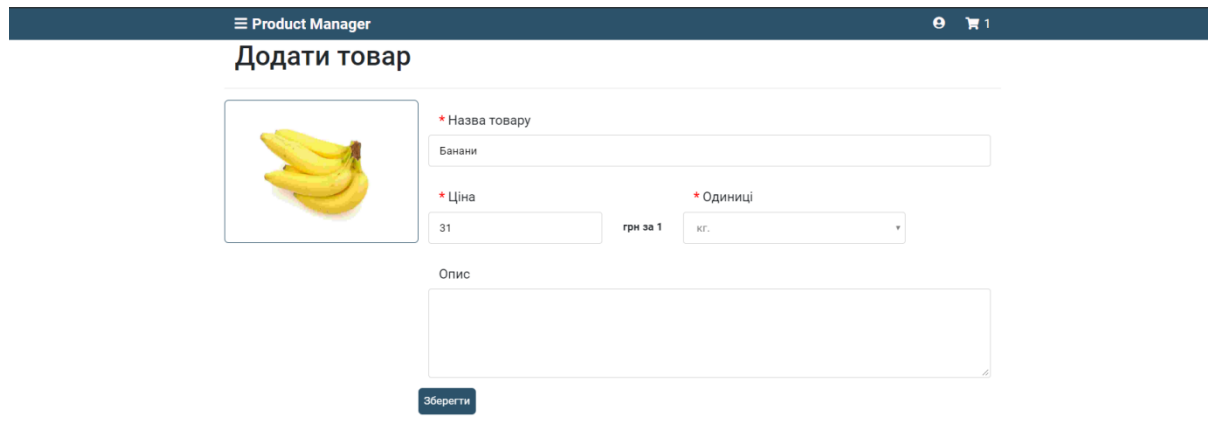 Product Manager 1
Додати товар
* Назва товару
Банани
* Ціна * Одиниці
31 грн за 1 кг.
Опис
Зберегти